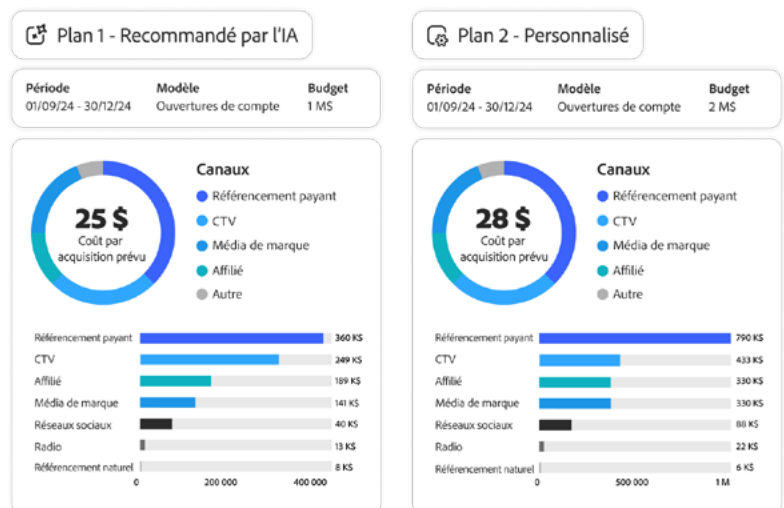 Plan 1 - Recommandé par l'IA
Période Modèle Budget
01/09/24 - 30/12/24 Ouvertures de compte 1 M$
Canaux
25 $
Coût par
acquisition prévu
Référencement payant
CTV
Média de marque
Affilié
Autre
Référencement payant 360 K$
CTV 249 K$
Affilié 189 K$
Média de marque 141 K$
Réseaux sociaux 40 K$
Radio 13 K$
Référencement naturel 8 K$
0 200 000 400 000
Plan 2 - Personnalisé
Période Modèle Budget
01/09/24 - 30/12/24 Ouvertures de compte 2 M$
Canaux
28 $
Coût par
acquisition prévu
Référencement payant
CTV
Média de marque
Affilié
Autre
Référencement payant 790 K$
CTV 433 K$
Affilié 330 K$
Média de marque 330 K$
Réseaux sociaux 88 K$
Radio 22 K$
Référencement naturel 6 K$
0 500 000 1 M